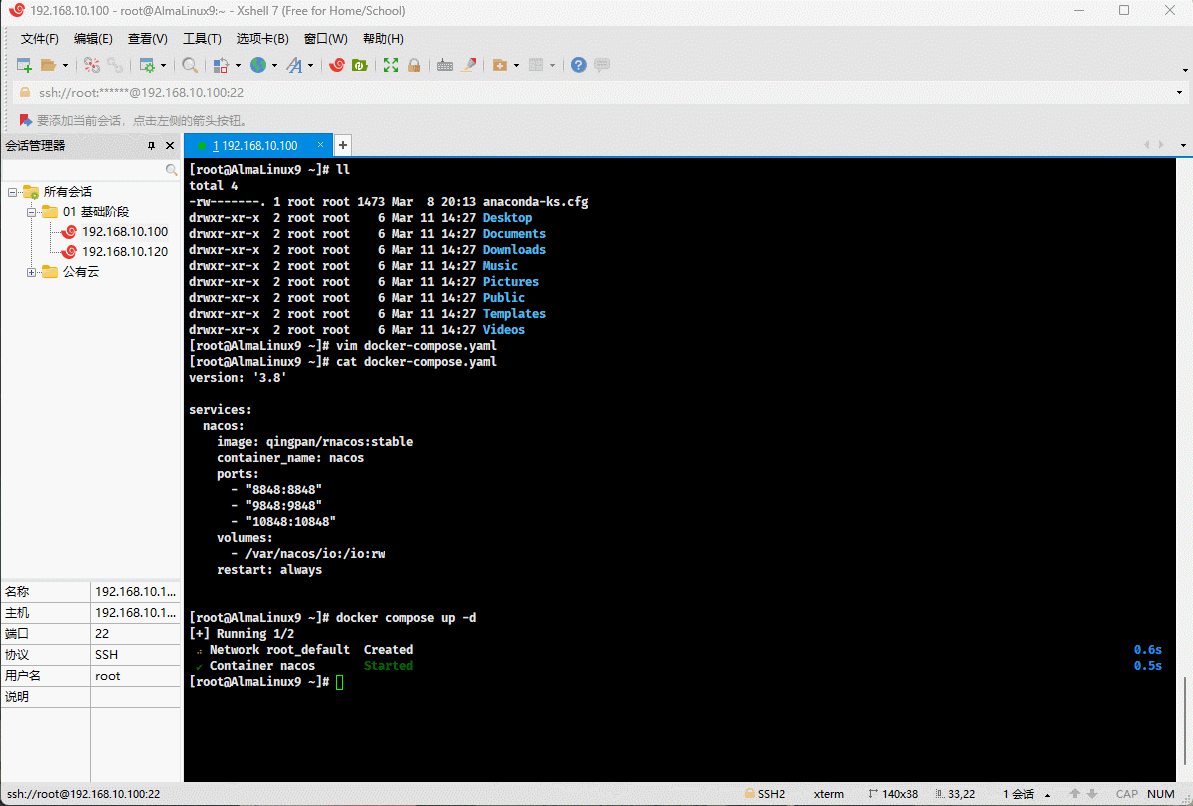 192.168.10.100 - root@AlmaLinux9:~ - Xshell 7 (Free for Home/School)
文件(F) 编辑(E) 查看(V) 工具(T) 选项卡(B) 窗口(W) 帮助(H)
ssh://root:******@192.168.10.100:22
要添加当前会话，点击左侧的箭头按钮。
会话管理器
所有会话
01 基础阶段
192.168.10.100
192.168.10.120
公有云
名称 192.168.10.1...
主机 192.168.10.1...
端口 22
协议 SSH
用户名 root
说明
1 192.168.10.100 × +
[root@AlmaLinux9 ~]# ll
total 4
-rw-------. 1 root root 1473 Mar  8 20:13 anaconda-ks.cfg
drwxr-xr-x  2 root root    6 Mar 11 14:27 Desktop
drwxr-xr-x  2 root root    6 Mar 11 14:27 Documents
drwxr-xr-x  2 root root    6 Mar 11 14:27 Downloads
drwxr-xr-x  2 root root    6 Mar 11 14:27 Music
drwxr-xr-x  2 root root    6 Mar 11 14:27 Pictures
drwxr-xr-x  2 root root    6 Mar 11 14:27 Public
drwxr-xr-x  2 root root    6 Mar 11 14:27 Templates
drwxr-xr-x  2 root root    6 Mar 11 14:27 Videos
[root@AlmaLinux9 ~]# vim docker-compose.yaml
[root@AlmaLinux9 ~]# cat docker-compose.yaml
version: '3.8'
services:
  nacos:
    image: qingpan/rnacos:stable
    container_name: nacos
    ports:
      - "8848:8848"
      - "9848:9848"
      - "10848:10848"
    volumes:
      - /var/nacos/io:/io:rw
    restart: always
[root@AlmaLinux9 ~]# docker compose up -d
[+] Running 1/2
 Network root_default  Created 0.6s
 ✓ Container nacos       Started 0.5s
[root@AlmaLinux9 ~]#
ssh://root@192.168.10.100:22 SSH2 xterm 140x38 33,22 1 会话 CAP NUM